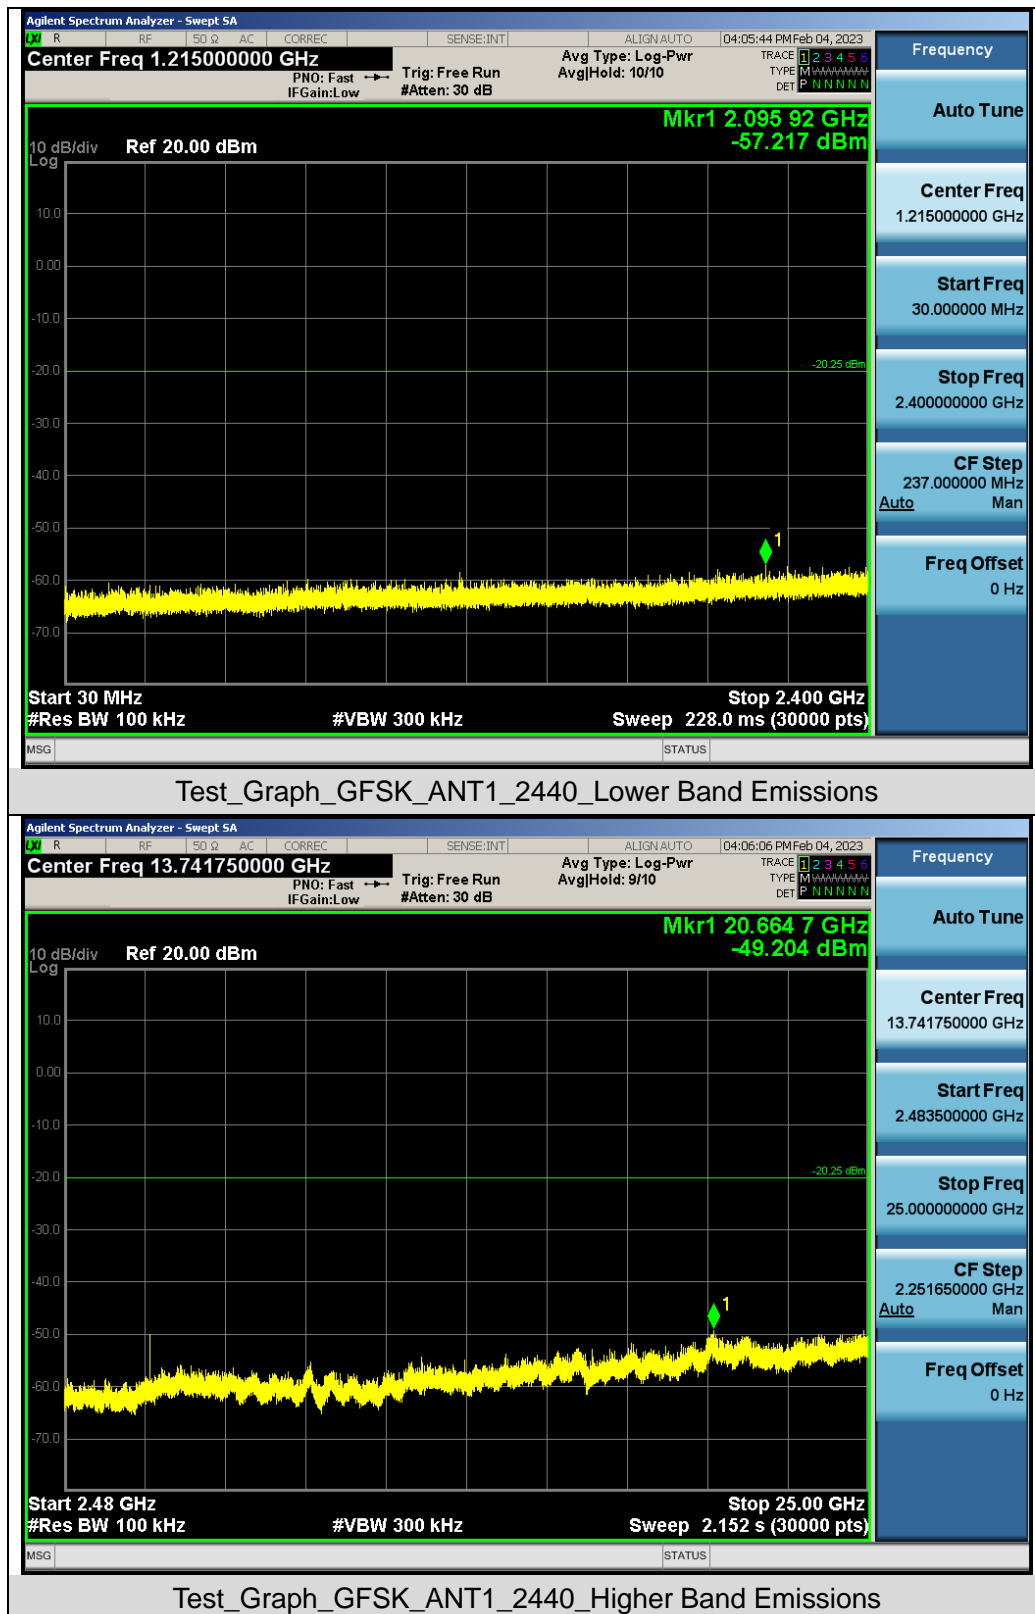 Agilent Spectrum Analyzer - Swept SA
LXI R RF 50 Ω AC CORREC SENSE:INT ALIGN AUTO 04:05:44 PM Feb 04, 2023
Center Freq 1.215000000 GHz
PNO: Fast
IFGain:Low
Trig: Free Run
#Atten: 30 dB
Avg Type: Log-Pwr
Avg|Hold: 10/10
TRACE 1 2 3 4 5 6
TYPE M
DET P N N N N N
Frequency
Mkr1 2.095 92 GHz
-57.217 dBm
10 dB/div Ref 20.00 dBm
Log
10.0
0.00
-10.0
-20.0
-30.0
-40.0
-50.0
-60.0
-70.0
-20.25 dBm
1
Start 30 MHz Stop 2.400 GHz
#Res BW 100 kHz #VBW 300 kHz Sweep 228.0 ms (30000 pts)
MSG STATUS
Auto Tune
Center Freq
1.215000000 GHz
Start Freq
30.000000 MHz
Stop Freq
2.400000000 GHz
CF Step
237.000000 MHz
Auto Man
Freq Offset
0 Hz
Test_Graph_GFSK_ANT1_2440_Lower Band Emissions
Agilent Spectrum Analyzer - Swept SA
LXI R RF 50 Ω AC CORREC SENSE:INT ALIGN AUTO 04:06:06 PM Feb 04, 2023
Center Freq 13.741750000 GHz
PNO: Fast
IFGain:Low
Trig: Free Run
#Atten: 30 dB
Avg Type: Log-Pwr
Avg|Hold: 9/10
TRACE 1 2 3 4 5 6
TYPE M
DET P N N N N N
Frequency
Mkr1 20.664 7 GHz
-49.204 dBm
10 dB/div Ref 20.00 dBm
Log
10.0
0.00
-10.0
-20.0
-30.0
-40.0
-50.0
-60.0
-70.0
-20.25 dBm
1
Start 2.48 GHz Stop 25.00 GHz
#Res BW 100 kHz #VBW 300 kHz Sweep 2.152 s (30000 pts)
MSG STATUS
Auto Tune
Center Freq
13.741750000 GHz
Start Freq
2.483500000 GHz
Stop Freq
25.000000000 GHz
CF Step
2.251650000 GHz
Auto Man
Freq Offset
0 Hz
Test_Graph_GFSK_ANT1_2440_Higher Band Emissions